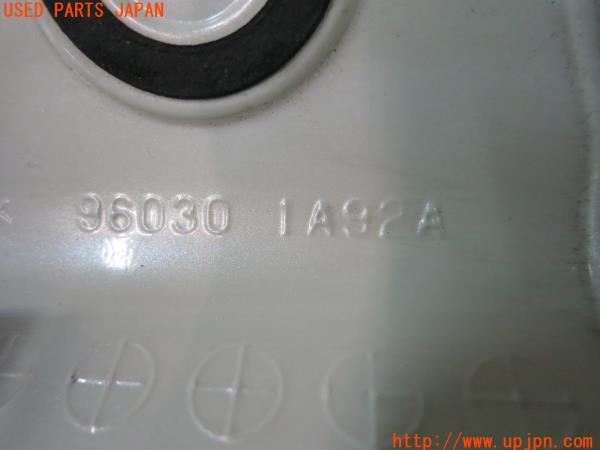 USED PARTS JAPAN
96030 1A92A
http://www.upjpn.com